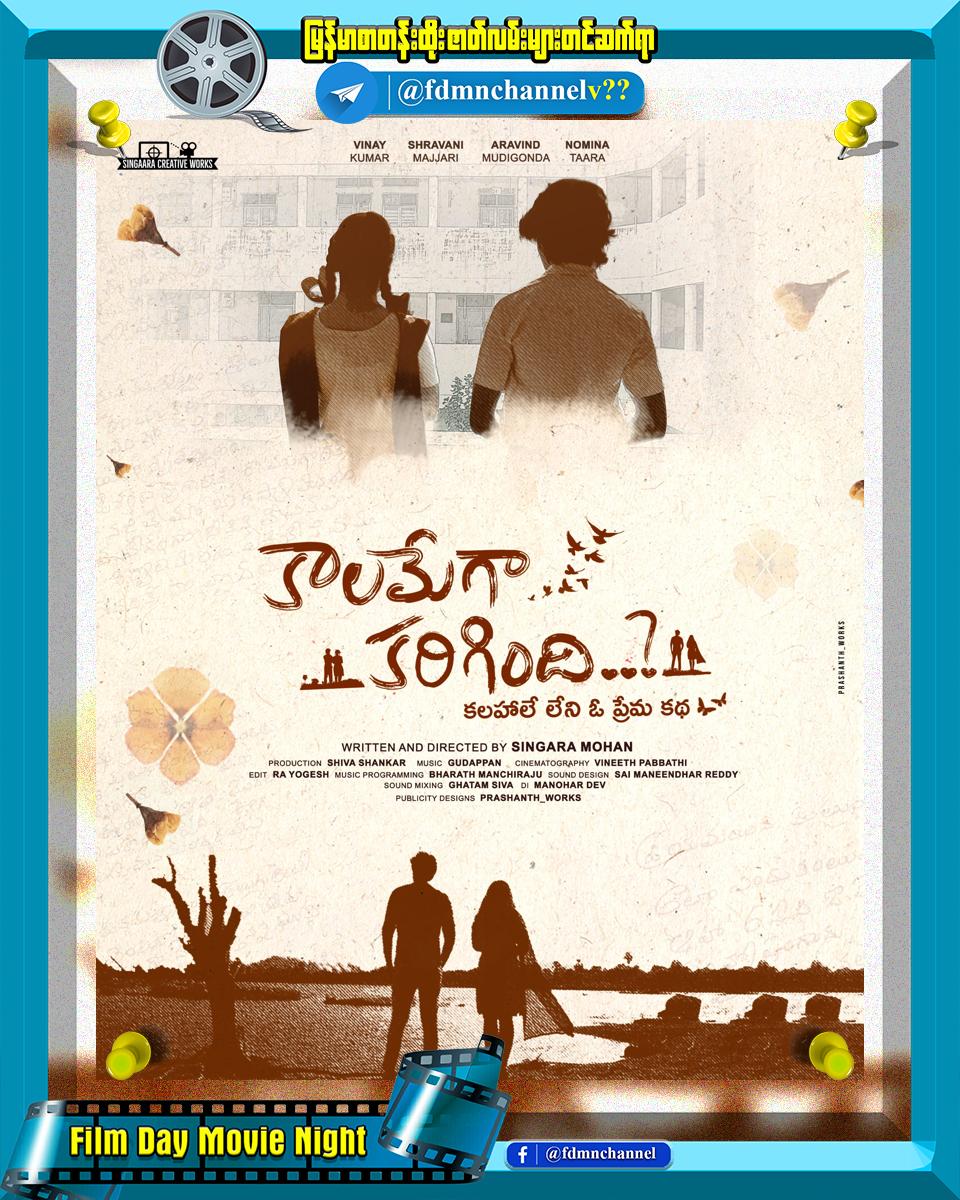 မြန်မာစာတန်းထိုးဇာတ်လမ်းများတင်ဆက်ရာ
@fdmnchannelv??
SINGAARA CREATIVE WORKS
VINAY KUMAR
SHRAVANI MAJJARI
ARAVIND MUDIGONDA
NOMINA TAARA
కాలమేగా
కరిగింది..?
కలహాలే లేని ఓ ప్రేమ కథ
PRASHANTH_WORKS
WRITTEN AND DIRECTED BY SINGARA MOHAN
PRODUCTION SHIVA SHANKAR MUSIC GUDAPPAN CINEMATOGRAPHY VINEETH PABBATHI
EDIT RA YOGESH MUSIC PROGRAMMING BHARATH MANCHIRAJU SOUND DESIGN SAI MANEENDHAR REDDY
SOUND MIXING GHATAM SIVA DI MANOHAR DEV
PUBLICITY DESIGNS PRASHANTH_WORKS
Film Day Movie Night
@fdmnchannel